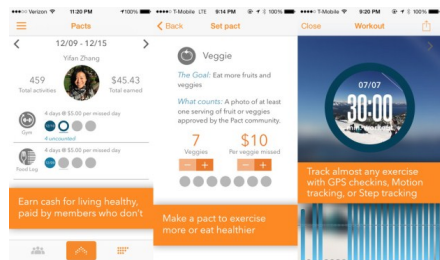 Verizon 11:20 PM 100%
Pacts
12/09 - 12/15
Yifan Zhang
459
Total activities
$45.43
Total earned
4 days @ $5.00 per missed day
Gym
4 uncounted
4 days @ $5.00 per missed day
Food Log
Earn cash for living healthy,
paid by members who don't
T-Mobile LTE 9:14 PM 100%
Back Set pact
Veggie
The Goal: Eat more fruits and
veggies
What counts: A photo of at least
one serving of fruit or veggies
approved by the Pact community.
7
Veggies
$10
Per veggie missed
- +
- +
Make a pact to exercise
more or eat healthier
T-Mobile 9:20 PM 100%
Close Workout
07/07
30:00
Track almost any exercise
with GPS checkins, Motion
tracking, or Step tracking